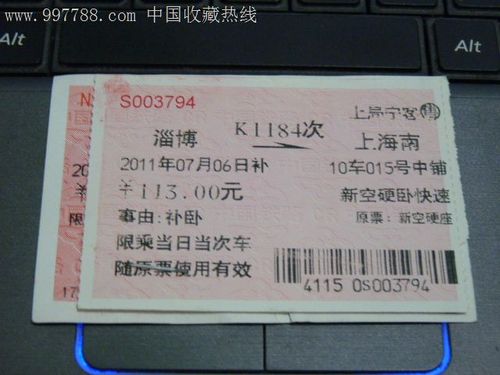 www.997788.com 中国收藏热线
Alt
Alt
S003794
上局宁客
淄博 K1184次 上海南
2011年07月06日补 10车015号中铺
￥113.00元 新空硬卧快速
事由:补卧 原票:新空硬座
限乘当日当次车
随原票使用有效
4115 0S003794
N
20
￥
限
17